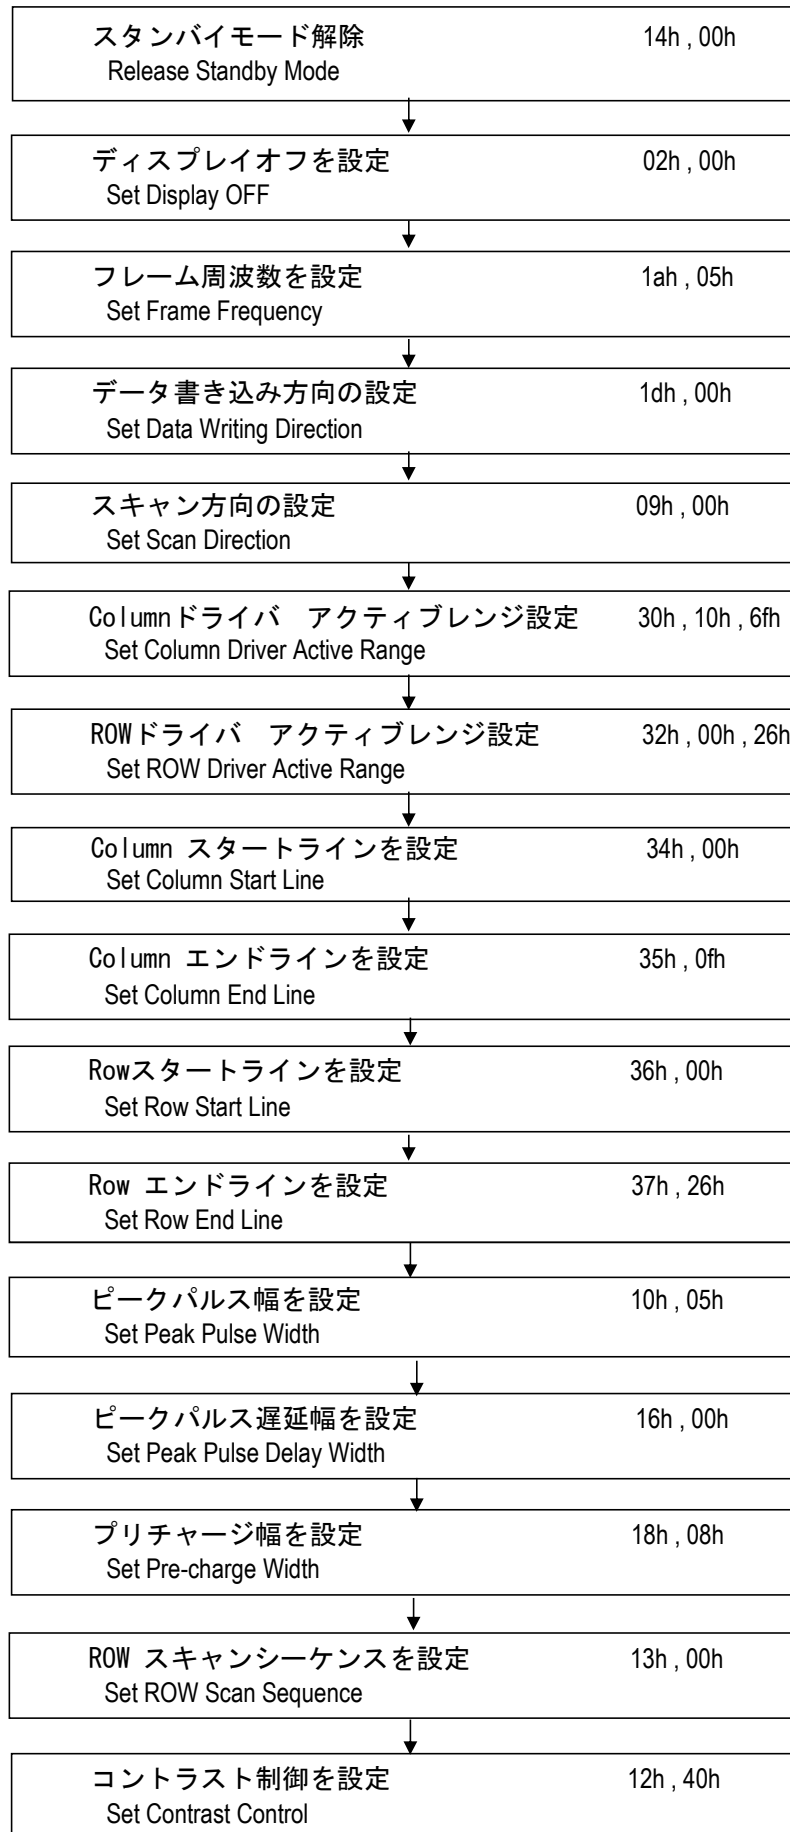 スタンバイモード解除 14h , 00h
Release Standby Mode
ディスプレイオフを設定 02h , 00h
Set Display OFF
フレーム周波数を設定 1ah , 05h
Set Frame Frequency
データ書き込み方向の設定 1dh , 00h
Set Data Writing Direction
スキャン方向の設定 09h , 00h
Set Scan Direction
Columnドライバ　アクティブレンジ設定 30h , 10h , 6fh
Set Column Driver Active Range
ROWドライバ　アクティブレンジ設定 32h , 00h , 26h
Set ROW Driver Active Range
Column スタートラインを設定 34h , 00h
Set Column Start Line
Column エンドラインを設定 35h , 0fh
Set Column End Line
Rowスタートラインを設定 36h , 00h
Set Row Start Line
Row エンドラインを設定 37h , 26h
Set Row End Line
ピークパルス幅を設定 10h , 05h
Set Peak Pulse Width
ピークパルス遅延幅を設定 16h , 00h
Set Peak Pulse Delay Width
プリチャージ幅を設定 18h , 08h
Set Pre-charge Width
ROW スキャンシーケンスを設定 13h , 00h
Set ROW Scan Sequence
コントラスト制御を設定 12h , 40h
Set Contrast Control